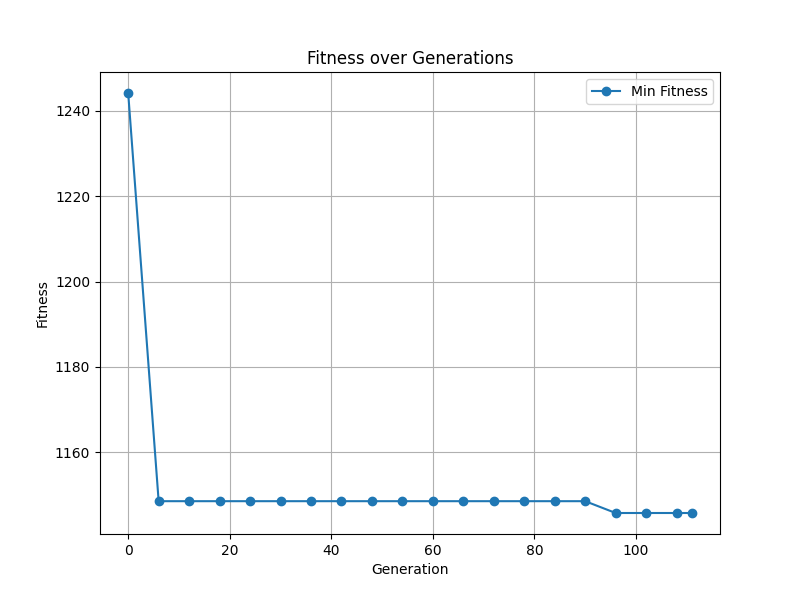 Fitness over Generations
Min Fitness
1240
1220
1200
1180
1160
Fitness
0 20 40 60 80 100
Generation